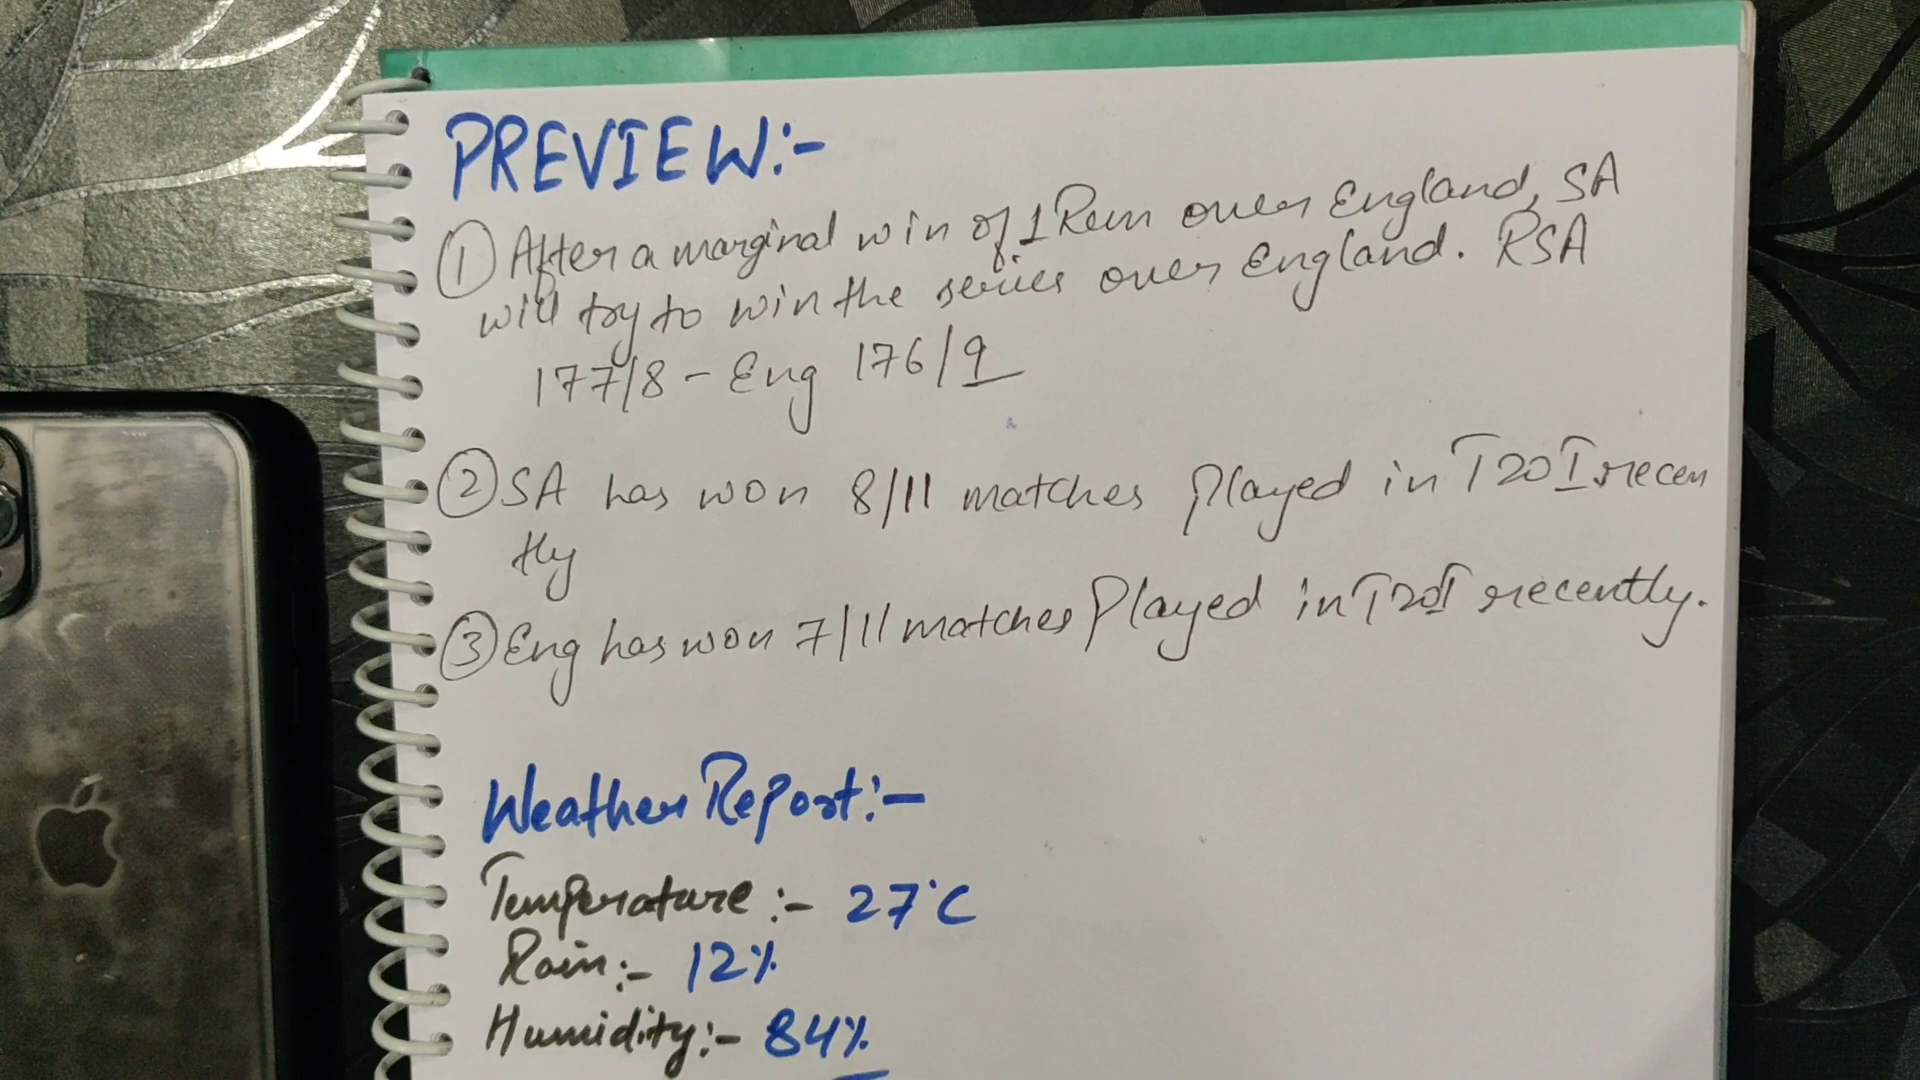 PREVIEW:-
① After a marginal win of 1 Run over England, SA
will try to win the series over England. RSA
177/8 - Eng 176/9
② SA has won 8/11 matches played in T20I recen
tly
③ Eng has won 7/11 matches Played in T20I recently.
Weather Report:-
Temperature:- 27°C
Rain:- 12%
Humidity:- 84%